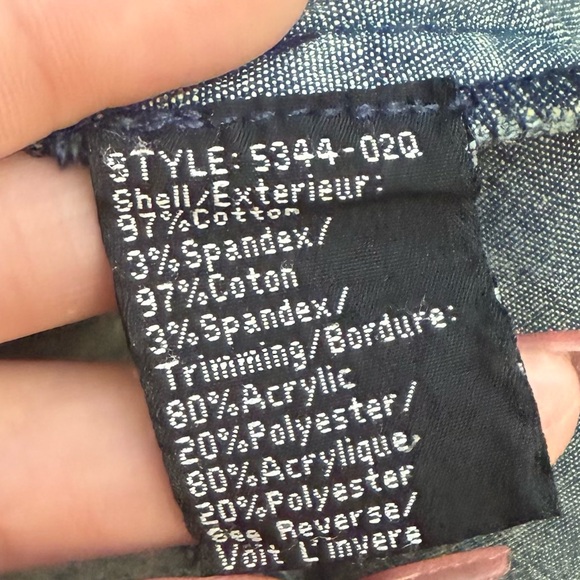 STYLE: 5344-02Q
Shell/Exterieur:
97%Cotton
3%Spandex/
97%Coton
3%Spandex/
Trimming/Bordure:
80%Acrylic
20%Polyester/
80%Acrylique,
20%Polyester
See Reverse/
Voit L'invere